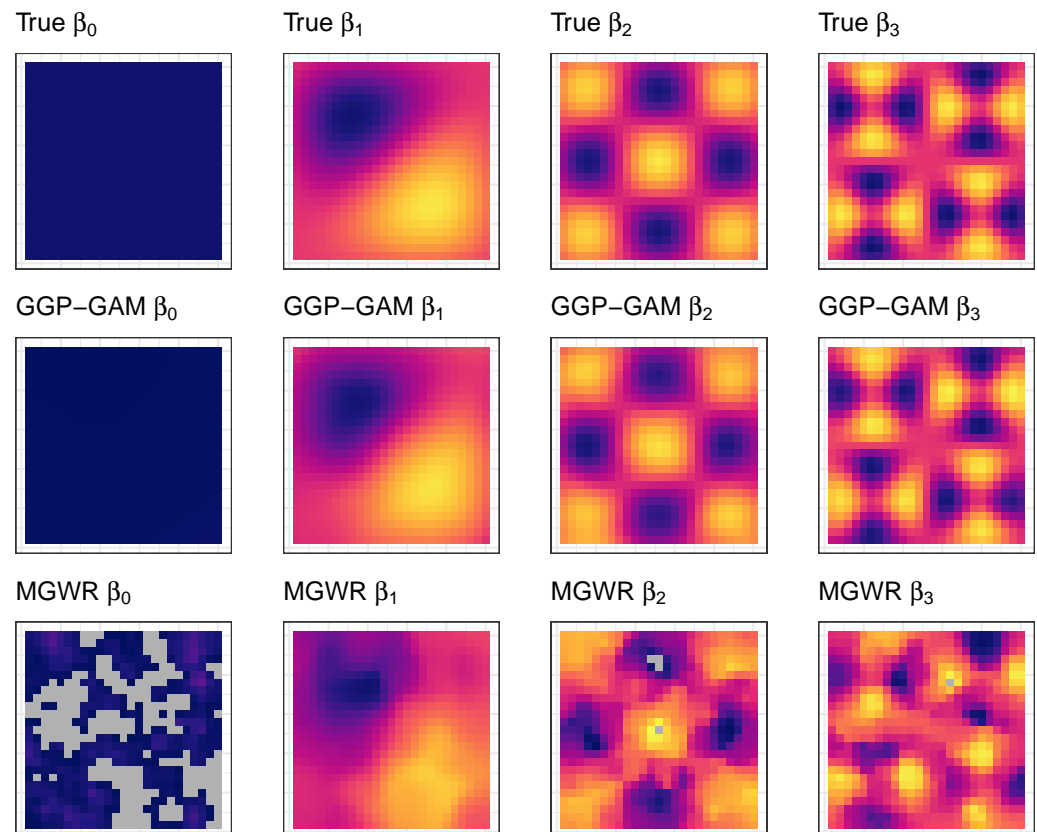 True β₀ True β₁ True β₂ True β₃
GGP−GAM β₀ GGP−GAM β₁ GGP−GAM β₂ GGP−GAM β₃
MGWR β₀ MGWR β₁ MGWR β₂ MGWR β₃